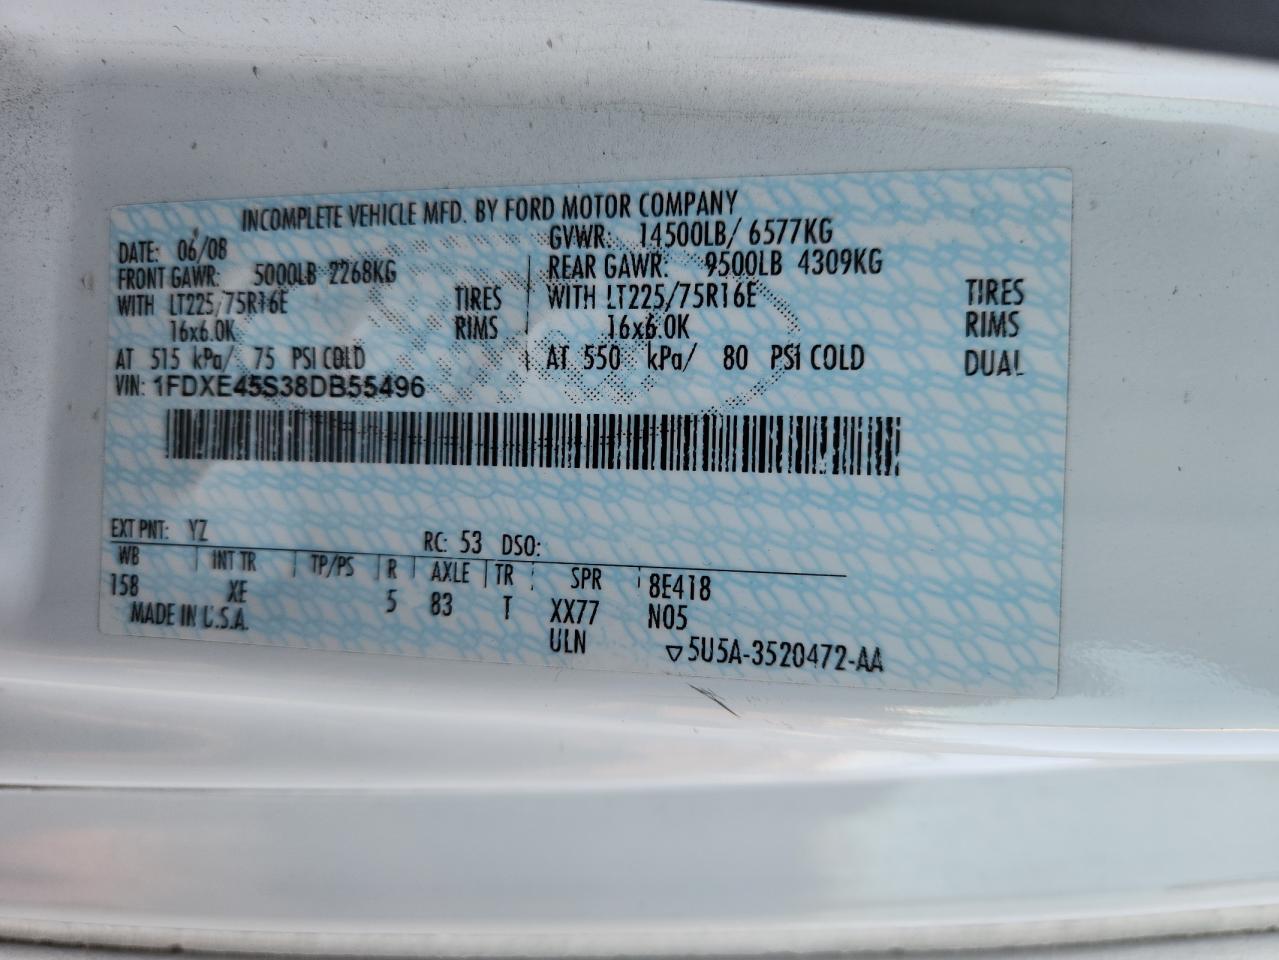 INCOMPLETE VEHICLE MFD. BY FORD MOTOR COMPANY
DATE: 06/08 GVWR: 14500LB/ 6577KG
FRONT GAWR: 5000LB 2268KG REAR GAWR: 9500LB 4309KG
WITH LT225/75R16E TIRES WITH LT225/75R16E TIRES
16x6.0K RIMS 16x6.0K RIMS
AT 515 kPa/ 75 PSI COLD AT 550 kPa/ 80 PSI COLD DUAL
VIN: 1FDXE45S38DB55496
EXT PNT: YZ RC: 53 DSO:
WB INT TR TP/PS R AXLE TR SPR 8E418
158 XE 5 83 T XX77 N05
MADE IN U.S.A. ULN ▽5U5A-3520472-AA